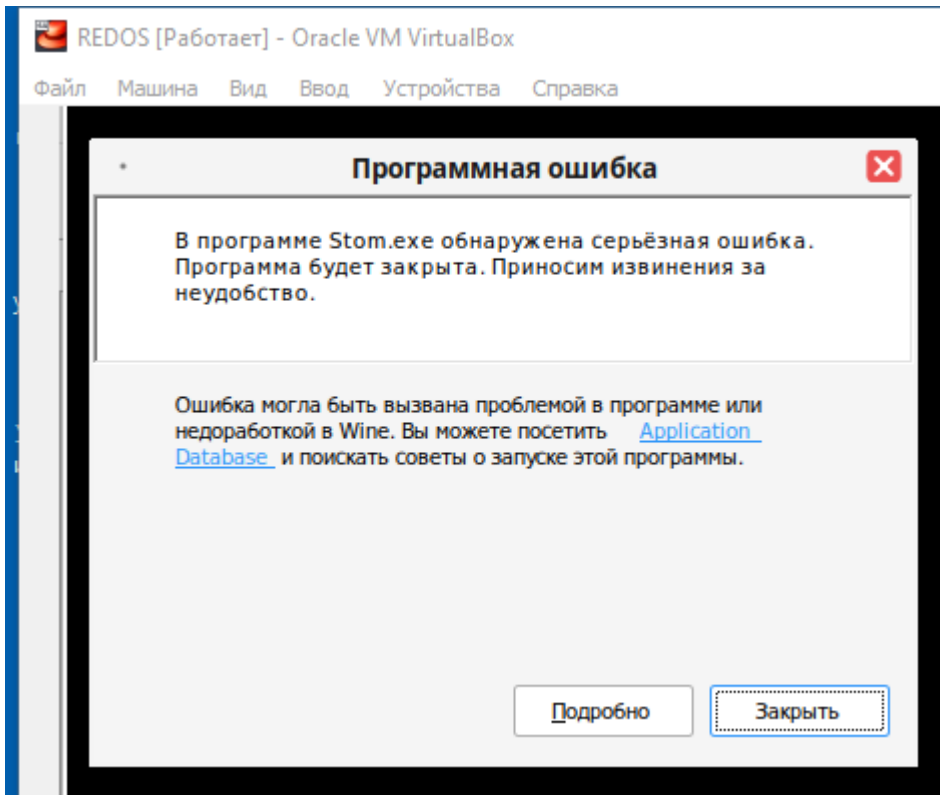 REDOS [Работает] - Oracle VM VirtualBox
Файл Машина Вид Ввод Устройства Справка
Программная ошибка
В программе Stom.exe обнаружена серьёзная ошибка.
Программа будет закрыта. Приносим извинения за
неудобство.
Ошибка могла быть вызвана проблемой в программе или
недоработкой в Wine. Вы можете посетить Application
Database и поискать советы о запуске этой программы.
Подробно Закрыть